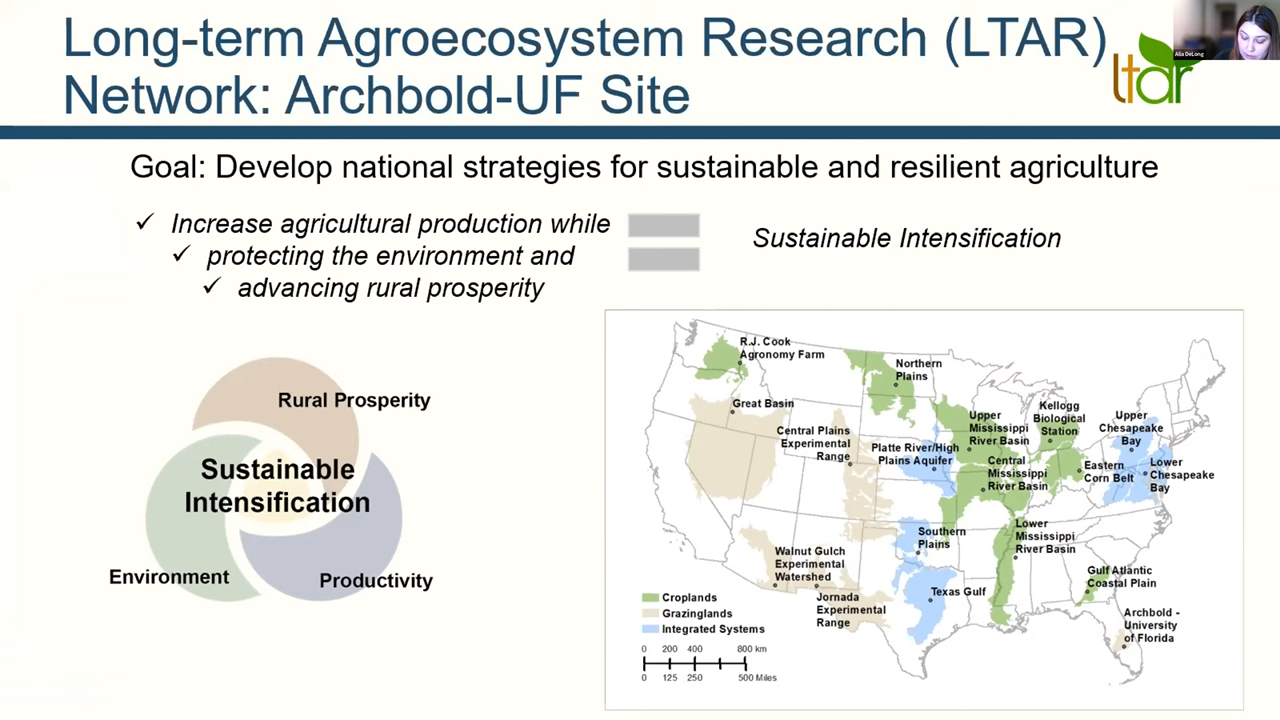 Long-term Agroecosystem Research (LTAR)
Network: Archbold-UF Site
ltar
Alia DeLong
Goal: Develop national strategies for sustainable and resilient agriculture
✓ Increase agricultural production while
✓ protecting the environment and
✓ advancing rural prosperity
Sustainable Intensification
Rural Prosperity
Sustainable
Intensification
Environment
Productivity
R.J. Cook
Agronomy Farm
Northern
Plains
Great Basin
Central Plains
Experimental
Range
Platte River/High
Plains Aquifer
Upper
Mississippi
River Basin
Kellogg
Biological
Station
Upper
Chesapeake
Bay
Central
Mississippi
River Basin
Eastern
Corn Belt
Lower
Chesapeake
Bay
Southern
Plains
Lower
Mississippi
River Basin
Walnut Gulch
Experimental
Watershed
Jornada
Experimental
Range
Texas Gulf
Gulf Atlantic
Coastal Plain
Archbold -
University
of Florida
Croplands
Grazinglands
Integrated Systems
0 200 400 800 km
0 125 250 500 Miles